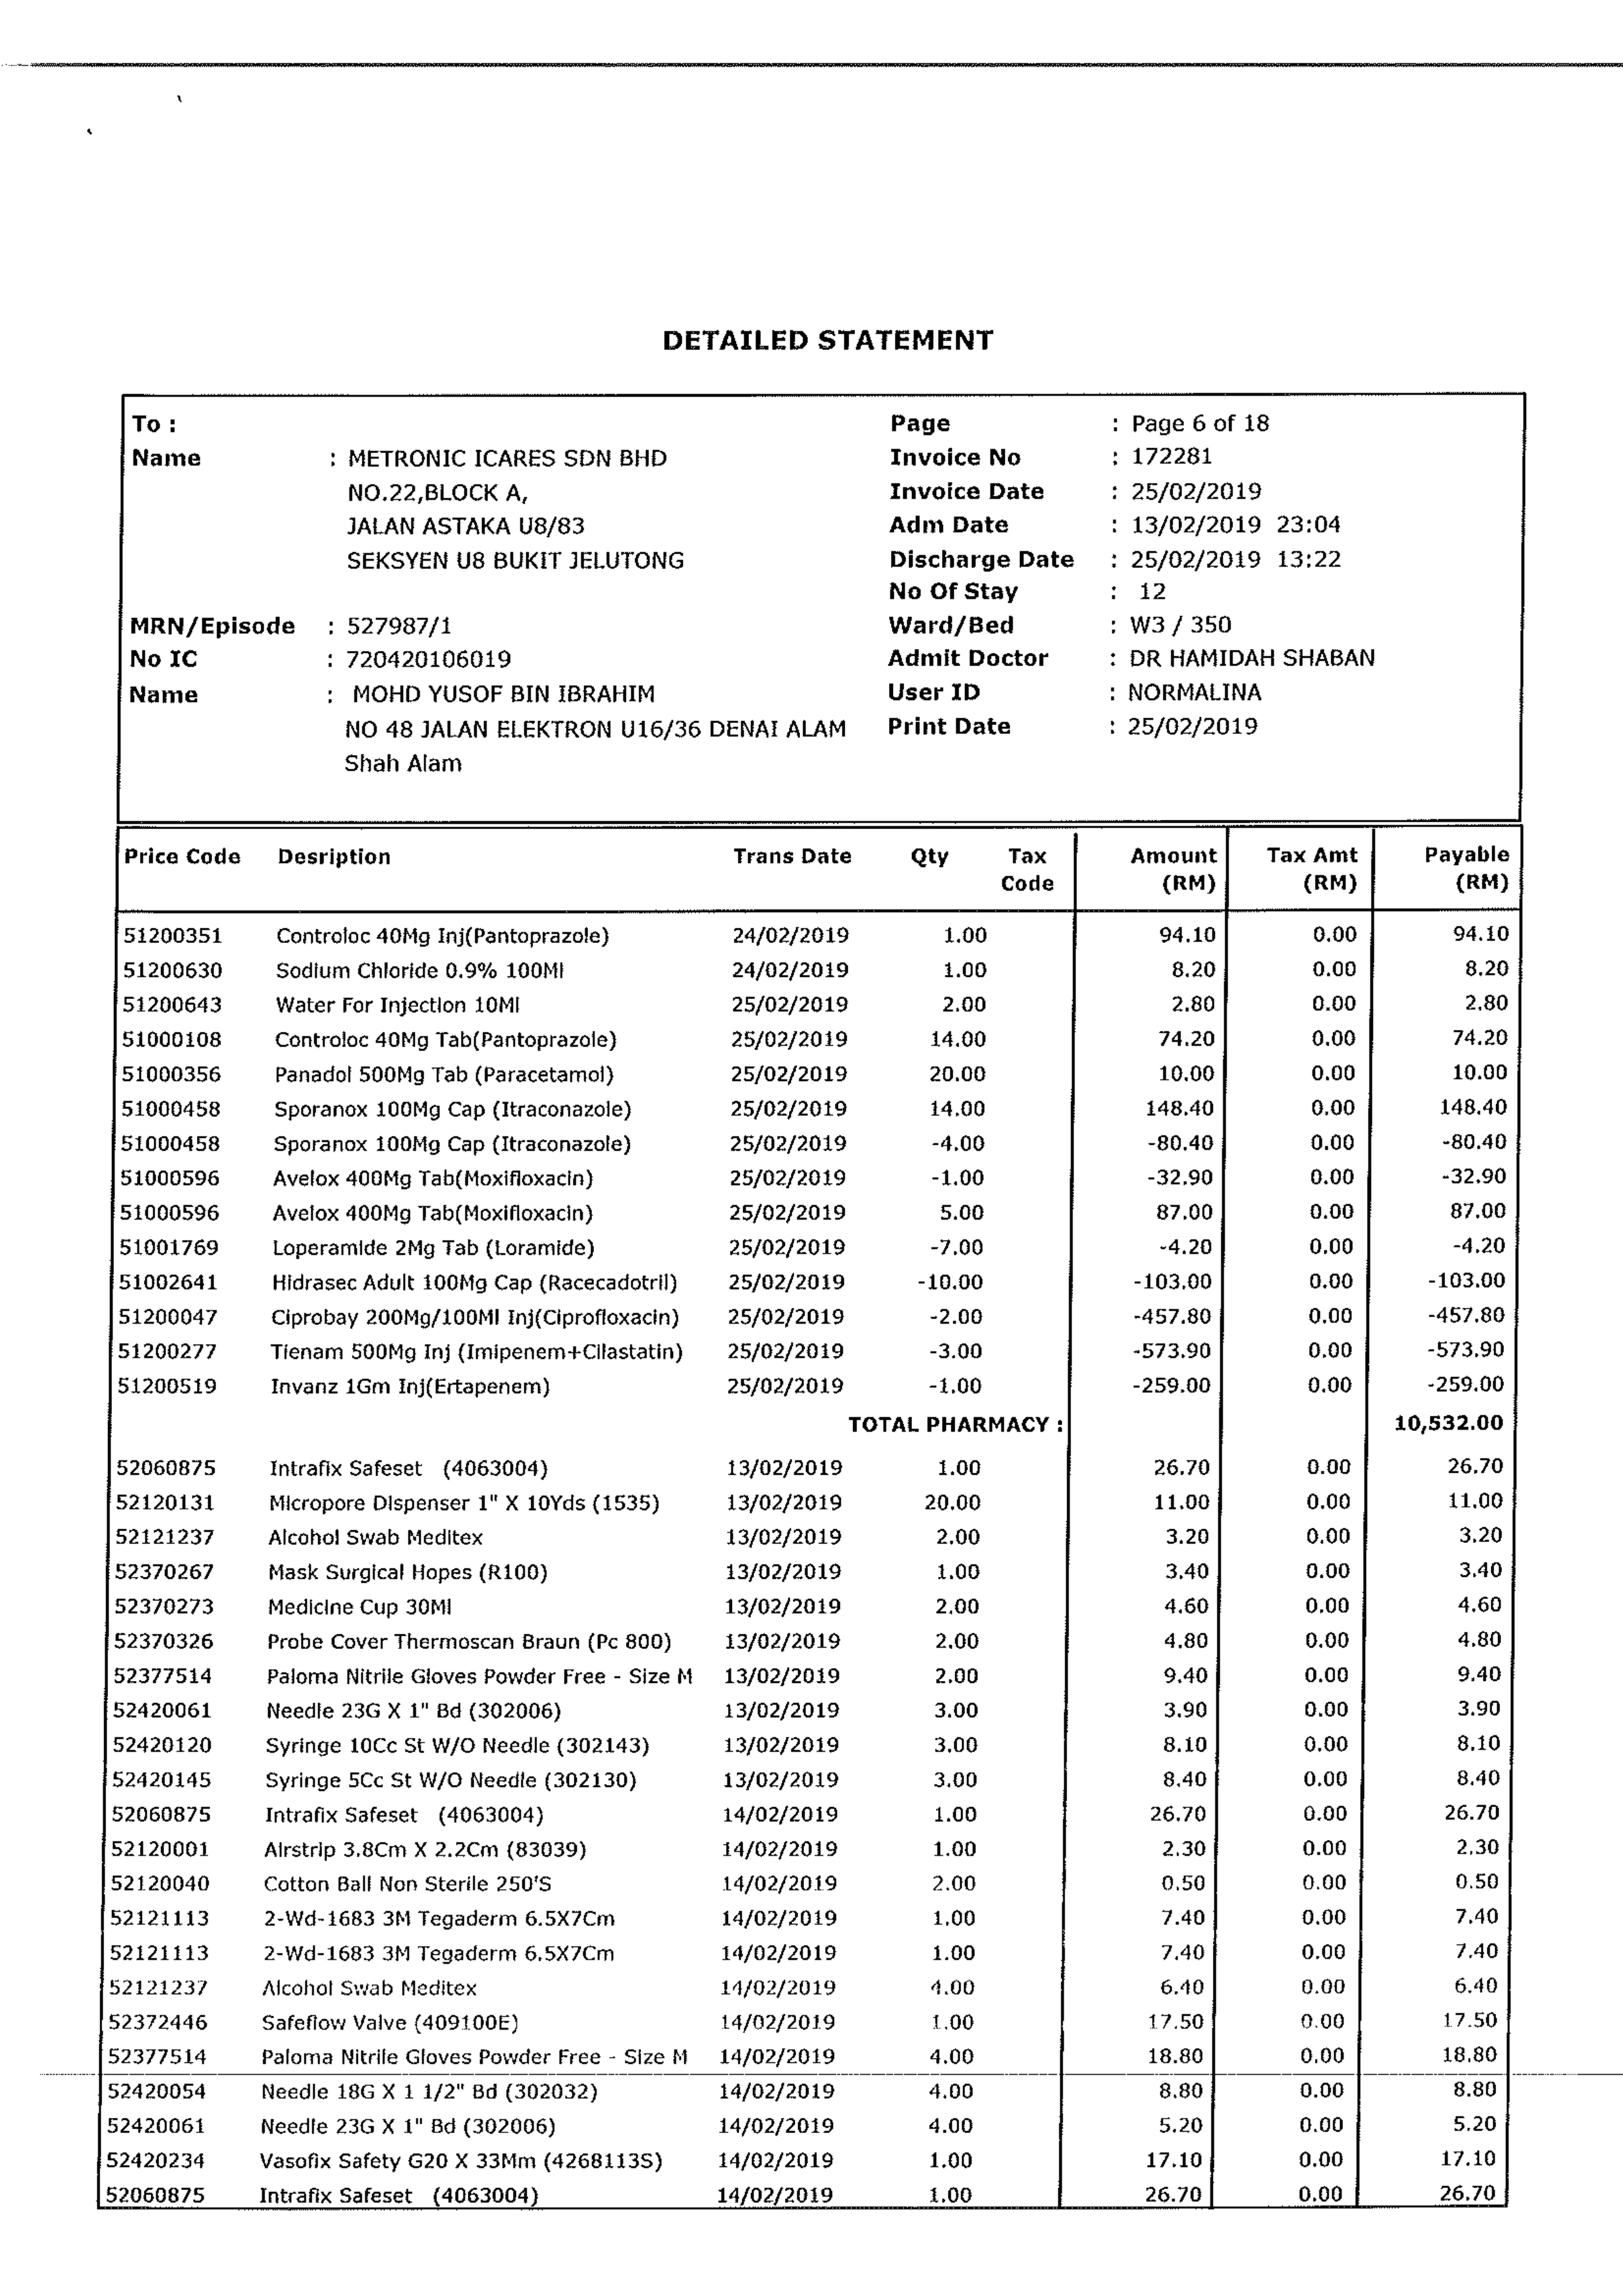 DETAILED STATEMENT
To :
Name : METRONIC ICARES SDN BHD
NO.22,BLOCK A,
JALAN ASTAKA U8/83
SEKSYEN U8 BUKIT JELUTONG
MRN/Episode : 527987/1
No IC : 720420106019
Name : MOHD YUSOF BIN IBRAHIM
NO 48 JALAN ELEKTRON U16/36 DENAI ALAM
Shah Alam
Page : Page 6 of 18
Invoice No : 172281
Invoice Date : 25/02/2019
Adm Date : 13/02/2019 23:04
Discharge Date : 25/02/2019 13:22
No Of Stay : 12
Ward/Bed : W3 / 350
Admit Doctor : DR HAMIDAH SHABAN
User ID : NORMALINA
Print Date : 25/02/2019
Price Code Desription Trans Date Qty Tax Code Amount (RM) Tax Amt (RM) Payable (RM)
51200351 Controloc 40Mg Inj(Pantoprazole) 24/02/2019 1.00 94.10 0.00 94.10
51200630 Sodium Chloride 0.9% 100Ml 24/02/2019 1.00 8.20 0.00 8.20
51200643 Water For Injection 10Ml 25/02/2019 2.00 2.80 0.00 2.80
51000108 Controloc 40Mg Tab(Pantoprazole) 25/02/2019 14.00 74.20 0.00 74.20
51000356 Panadol 500Mg Tab (Paracetamol) 25/02/2019 20.00 10.00 0.00 10.00
51000458 Sporanox 100Mg Cap (Itraconazole) 25/02/2019 14.00 148.40 0.00 148.40
51000458 Sporanox 100Mg Cap (Itraconazole) 25/02/2019 -4.00 -80.40 0.00 -80.40
51000596 Avelox 400Mg Tab(Moxifloxacin) 25/02/2019 -1.00 -32.90 0.00 -32.90
51000596 Avelox 400Mg Tab(Moxifloxacin) 25/02/2019 5.00 87.00 0.00 87.00
51001769 Loperamide 2Mg Tab (Loramide) 25/02/2019 -7.00 -4.20 0.00 -4.20
51002641 Hidrasec Adult 100Mg Cap (Racecadotril) 25/02/2019 -10.00 -103.00 0.00 -103.00
51200047 Ciprobay 200Mg/100Ml Inj(Ciprofloxacin) 25/02/2019 -2.00 -457.80 0.00 -457.80
51200277 Tienam 500Mg Inj (Imipenem+Cilastatin) 25/02/2019 -3.00 -573.90 0.00 -573.90
51200519 Invanz 1Gm Inj(Ertapenem) 25/02/2019 -1.00 -259.00 0.00 -259.00
TOTAL PHARMACY : 10,532.00
52060875 Intrafix Safeset (4063004) 13/02/2019 1.00 26.70 0.00 26.70
52120131 Micropore Dispenser 1" X 10Yds (1535) 13/02/2019 20.00 11.00 0.00 11.00
52121237 Alcohol Swab Meditex 13/02/2019 2.00 3.20 0.00 3.20
52370267 Mask Surgical Hopes (R100) 13/02/2019 1.00 3.40 0.00 3.40
52370273 Medicine Cup 30Ml 13/02/2019 2.00 4.60 0.00 4.60
52370326 Probe Cover Thermoscan Braun (Pc 800) 13/02/2019 2.00 4.80 0.00 4.80
52377514 Paloma Nitrile Gloves Powder Free - Size M 13/02/2019 2.00 9.40 0.00 9.40
52420061 Needle 23G X 1" Bd (302006) 13/02/2019 3.00 3.90 0.00 3.90
52420120 Syringe 10Cc St W/O Needle (302143) 13/02/2019 3.00 8.10 0.00 8.10
52420145 Syringe 5Cc St W/O Needle (302130) 13/02/2019 3.00 8.40 0.00 8.40
52060875 Intrafix Safeset (4063004) 14/02/2019 1.00 26.70 0.00 26.70
52120001 Airstrip 3.8Cm X 2.2Cm (83039) 14/02/2019 1.00 2.30 0.00 2.30
52120040 Cotton Ball Non Sterile 250'S 14/02/2019 2.00 0.50 0.00 0.50
52121113 2-Wd-1683 3M Tegaderm 6.5X7Cm 14/02/2019 1.00 7.40 0.00 7.40
52121113 2-Wd-1683 3M Tegaderm 6.5X7Cm 14/02/2019 1.00 7.40 0.00 7.40
52121237 Alcohol Swab Meditex 14/02/2019 4.00 6.40 0.00 6.40
52372446 Safeflow Valve (409100E) 14/02/2019 1.00 17.50 0.00 17.50
52377514 Paloma Nitrile Gloves Powder Free - Size M 14/02/2019 4.00 18.80 0.00 18.80
52420054 Needle 18G X 1 1/2" Bd (302032) 14/02/2019 4.00 8.80 0.00 8.80
52420061 Needle 23G X 1" Bd (302006) 14/02/2019 4.00 5.20 0.00 5.20
52420234 Vasofix Safety G20 X 33Mm (4268113S) 14/02/2019 1.00 17.10 0.00 17.10
52060875 Intrafix Safeset (4063004) 14/02/2019 1.00 26.70 0.00 26.70